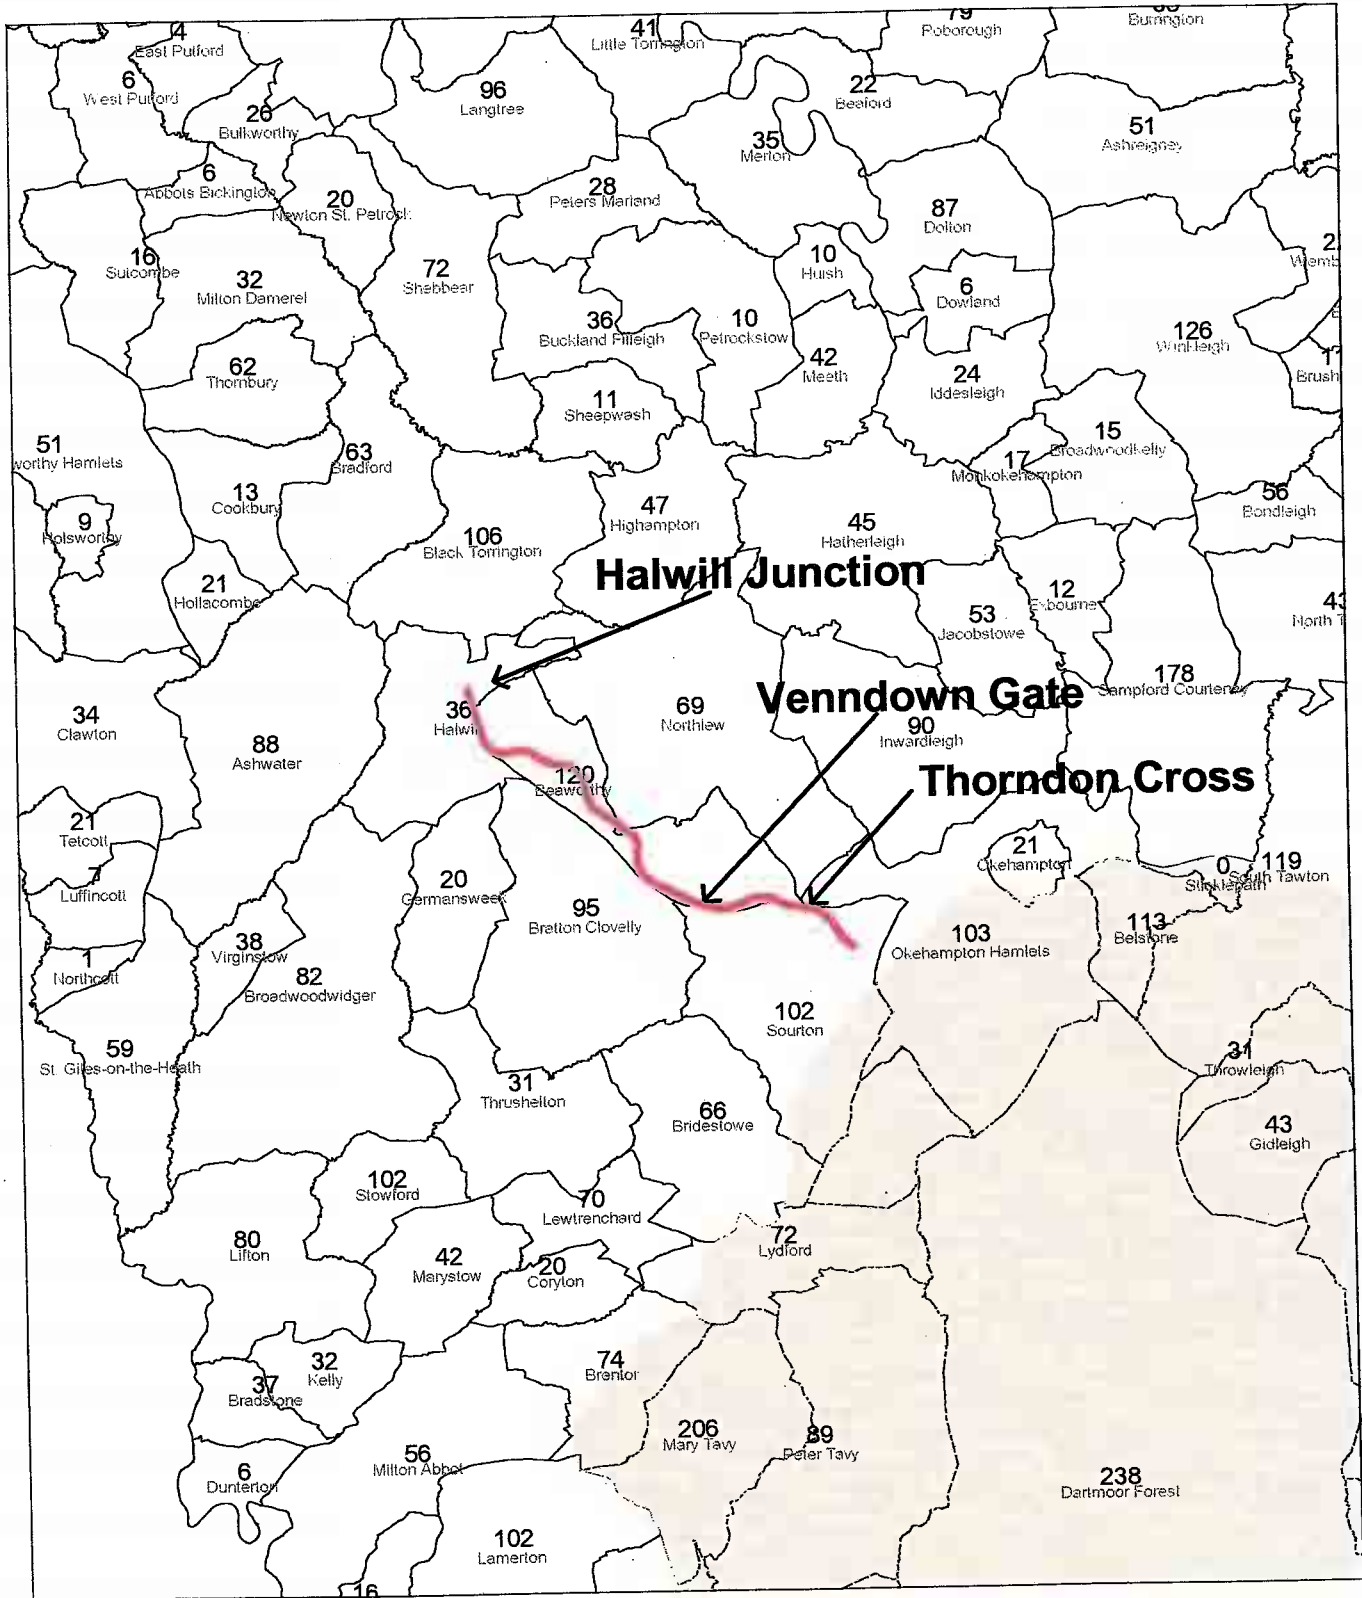 4
East Putford
41
Little Torrington
Burrington
6
West Putford
26
Bulkworthy
96
Langtree
22
Beaford
35
Merton
51
Ashreigney
6
Abbots Bickington
20
28
Peters Marland
87
Dolton
16
Sutcombe
32
Milton Damerel
72
Shebbear
10
Huish
6
Dowland
36
Buckland Filleigh
10
Petrockstow
126
Winkleigh
62
Thornbury
42
Meeth
24
Iddesleigh
Brush
11
Sheepwash
51
worthy Hamlets
63
Bradford
15
Broadwoodkelly
17
Monkokehampton
13
Cookbury
9
Holsworthy
47
Highampton
56
Bondleigh
106
Black Torrington
45
Hatherleigh
Halwill Junction
21
Hollacombe
12
Exbourne
53
Jacobstowe
43
North T
178
Sampford Courtenay
Venndown Gate
34
Clawton
36
Halwill
69
Northlew
90
Inwardleigh
88
Ashwater
120
Beaworthy
Thorndon Cross
21
Tetcott
21
Okehampton
0
Sticklepath
119
South Tawton
7
Luffincott
20
Germansweek
95
Bratton Clovelly
113
Belstone
103
Okehampton Hamlets
38
Virginstow
1
Northcott
82
Broadwoodwidger
102
Sourton
59
St. Giles-on-the-Heath
31
Throwleigh
31
Thrushelton
66
Bridestowe
43
Gidleigh
102
Stowford
70
Lewtrenchard
80
Lifton
42
Marystow
20
Coryton
72
Lydford
32
Kelly
37
Bradstone
74
Brentor
206
Mary Tavy
89
Peter Tavy
56
Milton Abbot
6
Dunterton
238
Dartmoor Forest
102
Lamerton
16